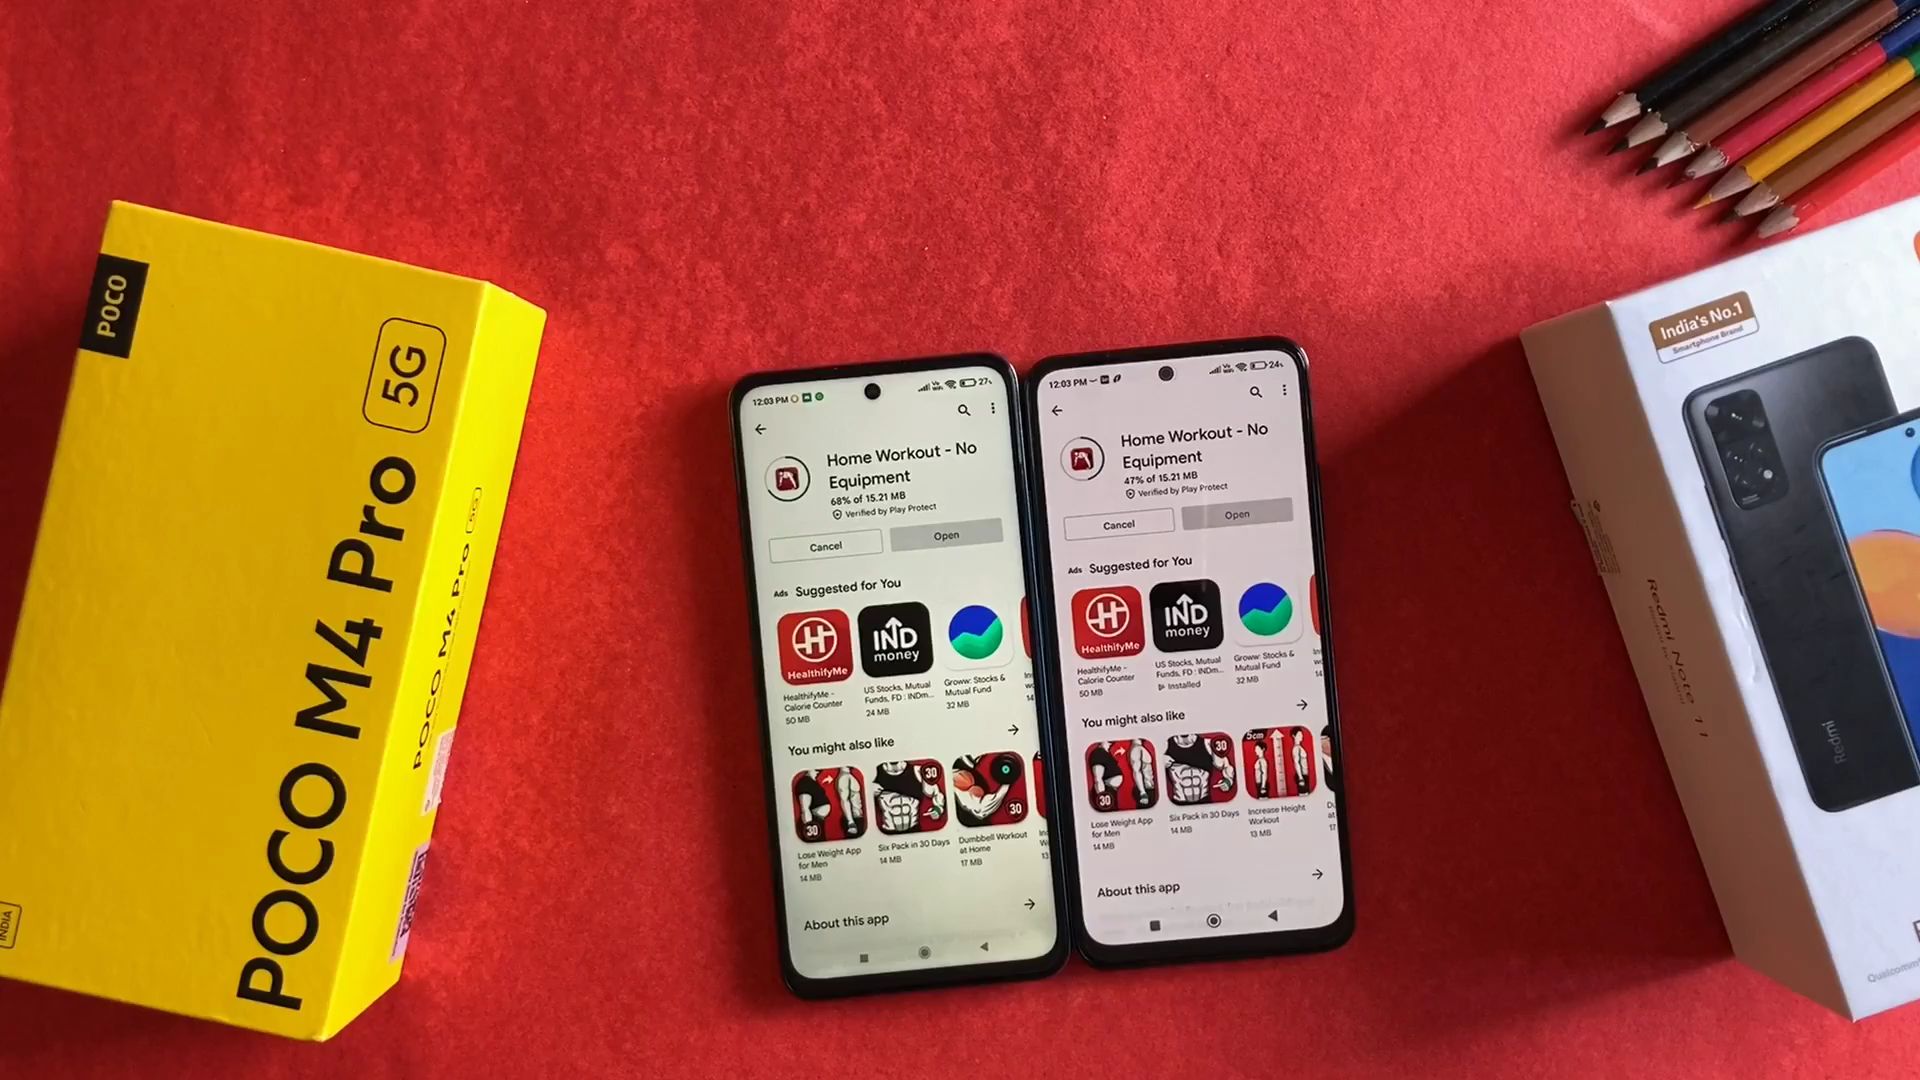 POCO
POCO M4 Pro 5G
POCO M4 Pro 5G
INDIA
12:03 PM
27%
Home Workout - No
Equipment
68% of 15.21 MB
Verified by Play Protect
Cancel
Open
Ads Suggested for You
HealthifyMe
IND
money
HealthifyMe -
Calorie Counter
50 MB
US Stocks, Mutual
Funds, FD : INDm...
24 MB
Groww: Stocks &
Mutual Fund
32 MB
You might also like
30
30
30
Lose Weight App
for Men
14 MB
Six Pack in 30 Days
14 MB
Dumbbell Workout
at Home
17 MB
About this app
12:03 PM
24%
Home Workout - No
Equipment
47% of 15.21 MB
Verified by Play Protect
Cancel
Open
Ads Suggested for You
HealthifyMe
IND
money
HealthifyMe -
Calorie Counter
50 MB
US Stocks, Mutual
Funds, FD : INDm...
Installed
Groww: Stocks &
Mutual Fund
32 MB
You might also like
30
30
5cm
Lose Weight App
for Men
14 MB
Six Pack in 30 Days
14 MB
Increase Height
Workout
13 MB
About this app
India's No.1
Smartphone Brand
Redmi
Redmi Note 11